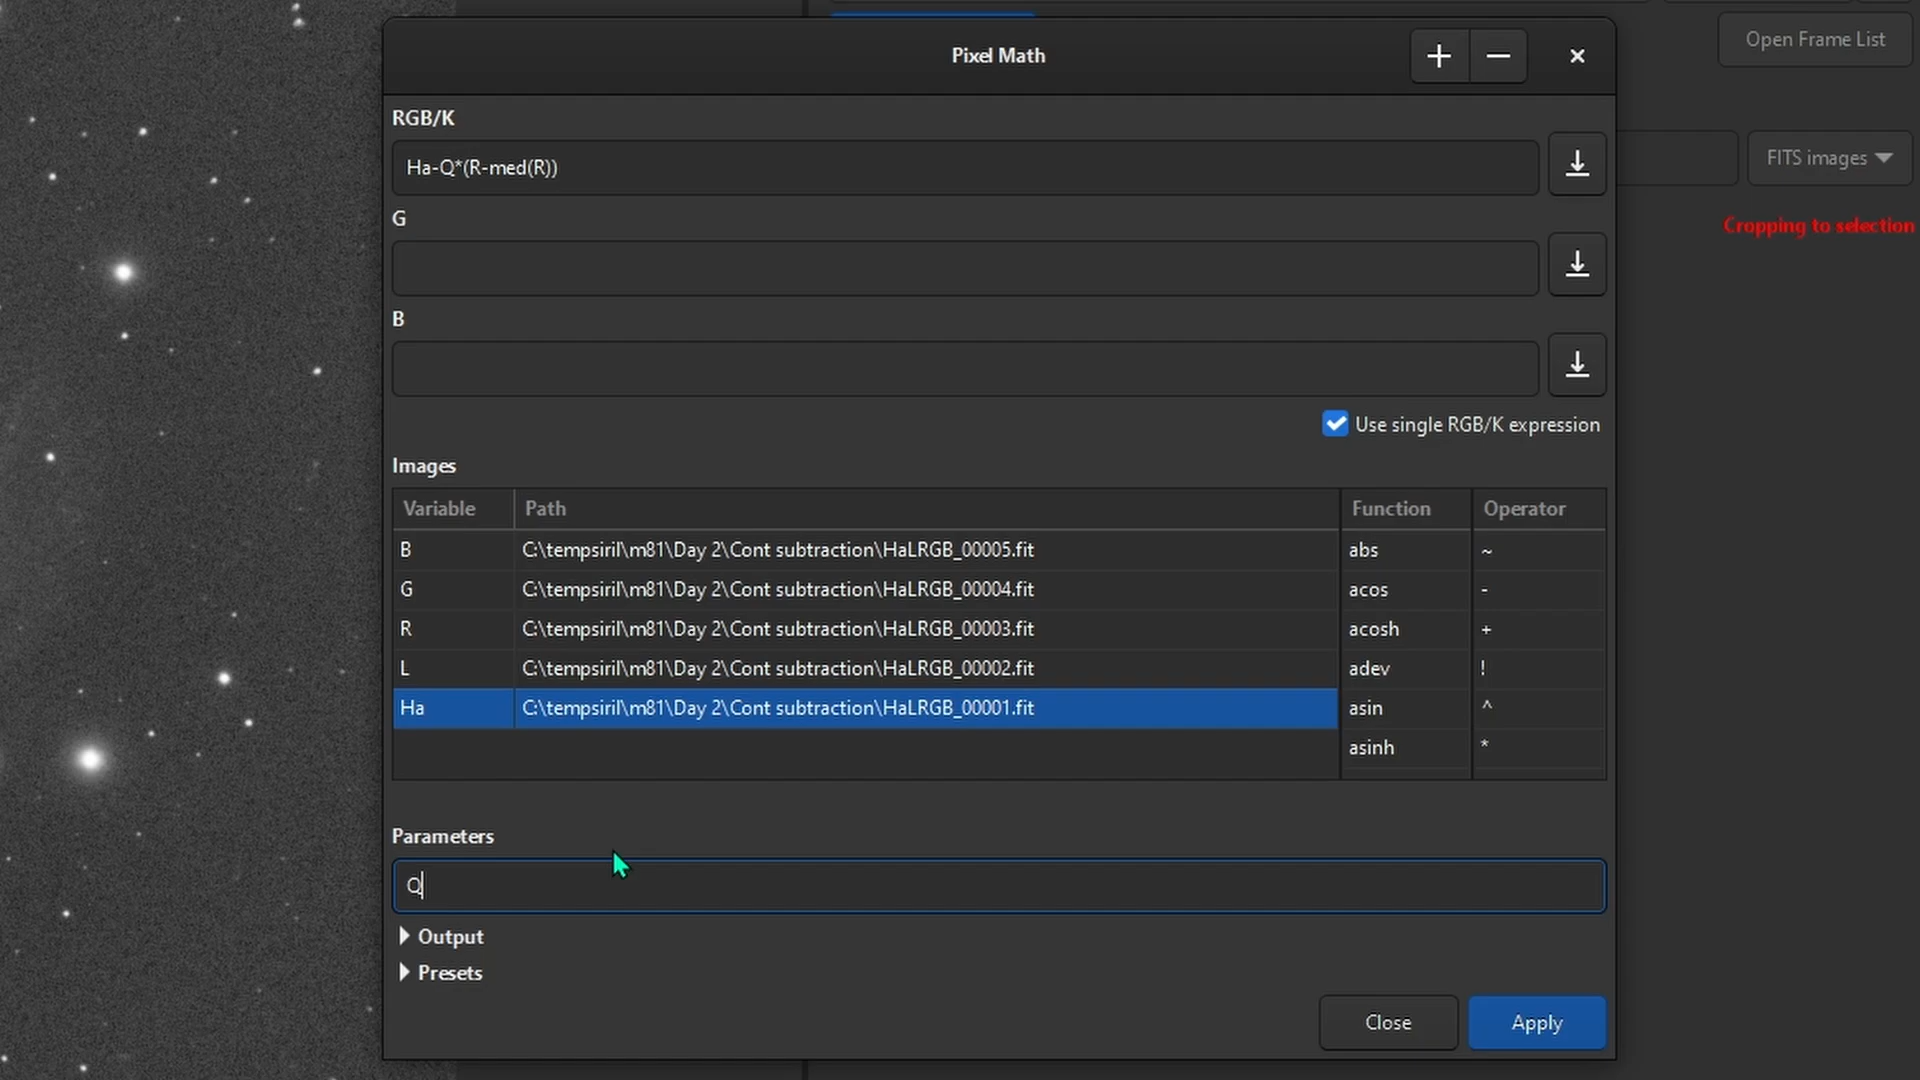 Open Frame List
Pixel Math
RGB/K
Ha-Q*(R-med(R))
FITS images
G
Cropping to selection
B
Use single RGB/K expression
Images
Variable Path Function Operator
B C:\tempsiril\m81\Day 2\Cont subtraction\HaLRGB_00005.fit abs ~
G C:\tempsiril\m81\Day 2\Cont subtraction\HaLRGB_00004.fit acos -
R C:\tempsiril\m81\Day 2\Cont subtraction\HaLRGB_00003.fit acosh +
L C:\tempsiril\m81\Day 2\Cont subtraction\HaLRGB_00002.fit adev !
Ha C:\tempsiril\m81\Day 2\Cont subtraction\HaLRGB_00001.fit asin ^
asinh *
Parameters
Q
Output
Presets
Close Apply